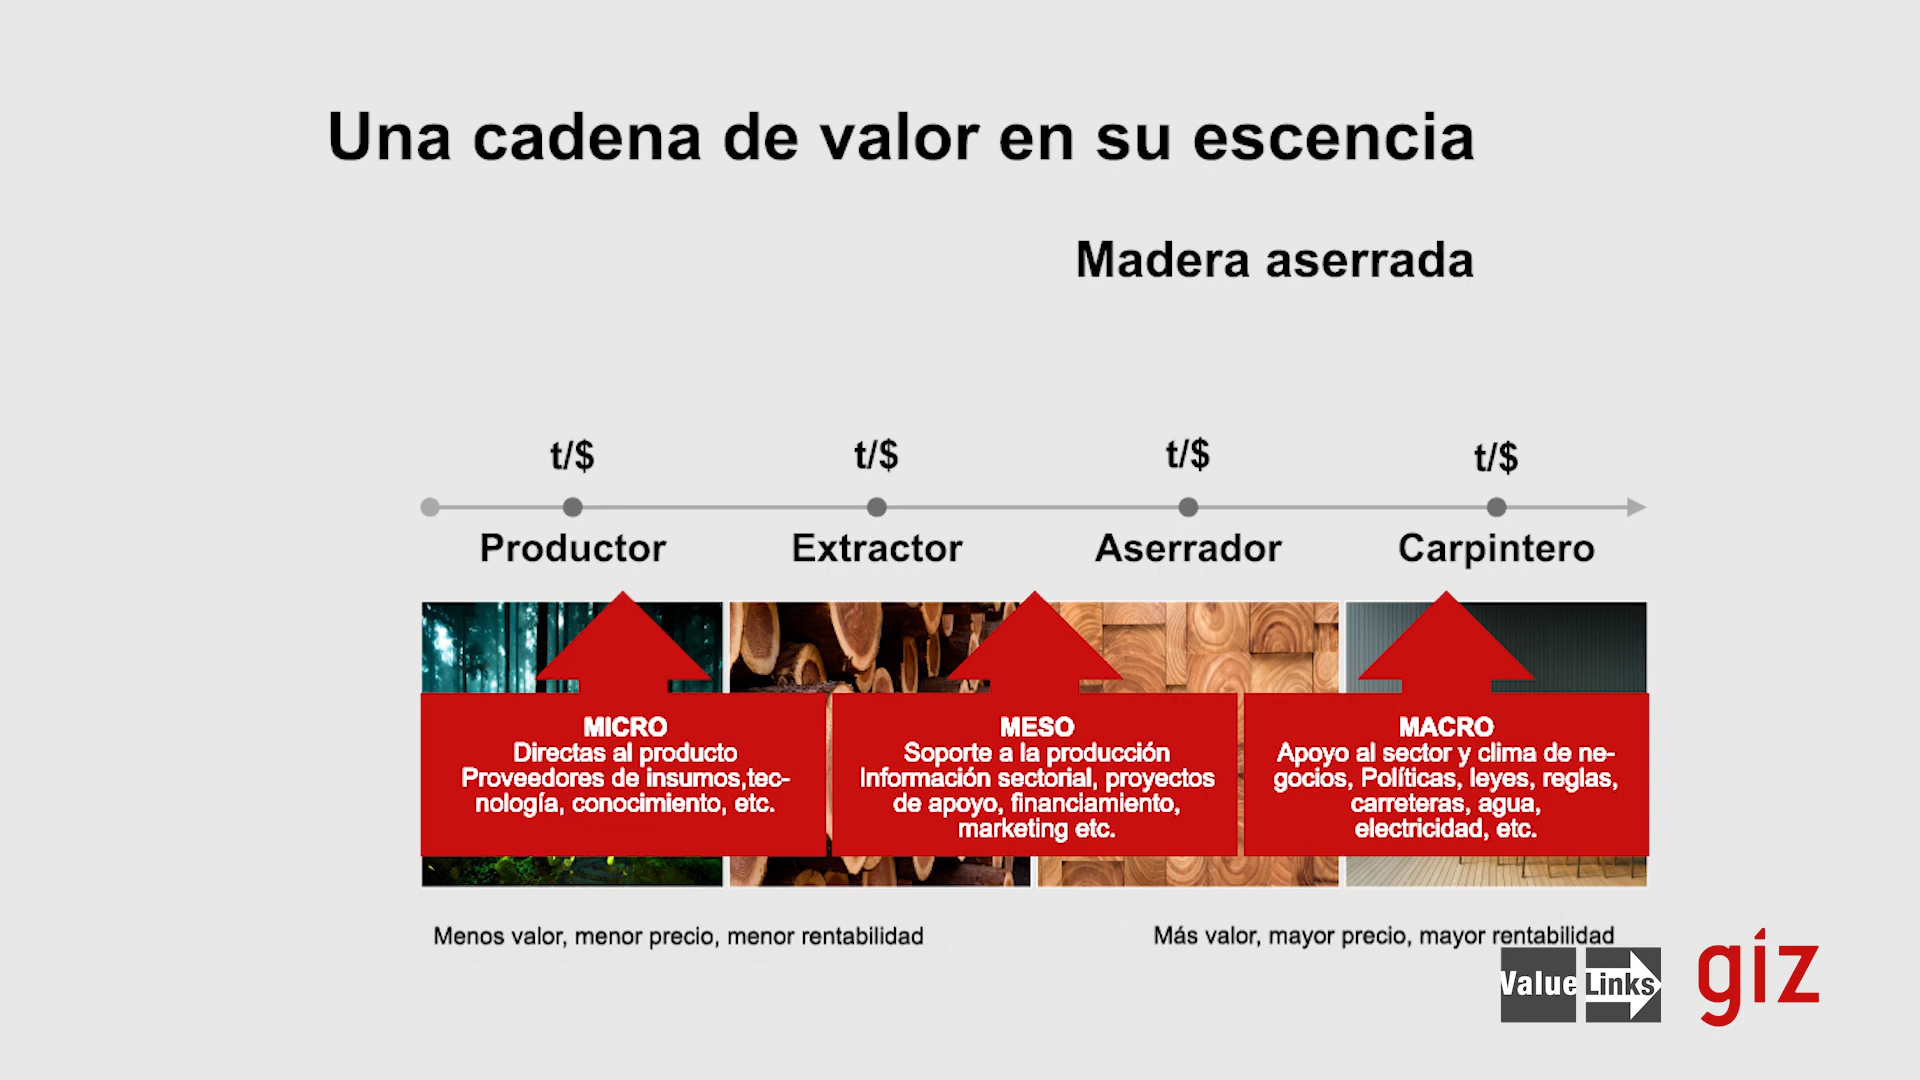 Una cadena de valor en su escencia
Madera aserrada
t/$ t/$ t/$ t/$
Productor Extractor Aserrador Carpintero
MICRO
Directas al producto
Proveedores de insumos,tec-
nología, conocimiento, etc.
MESO
Soporte a la producción
Información sectorial, proyectos
de apoyo, financiamiento,
marketing etc.
MACRO
Apoyo al sector y clima de ne-
gocios, Políticas, leyes, reglas,
carreteras, agua,
electricidad, etc.
Menos valor, menor precio, menor rentabilidad
Más valor, mayor precio, mayor rentabilidad
Value Links
giz